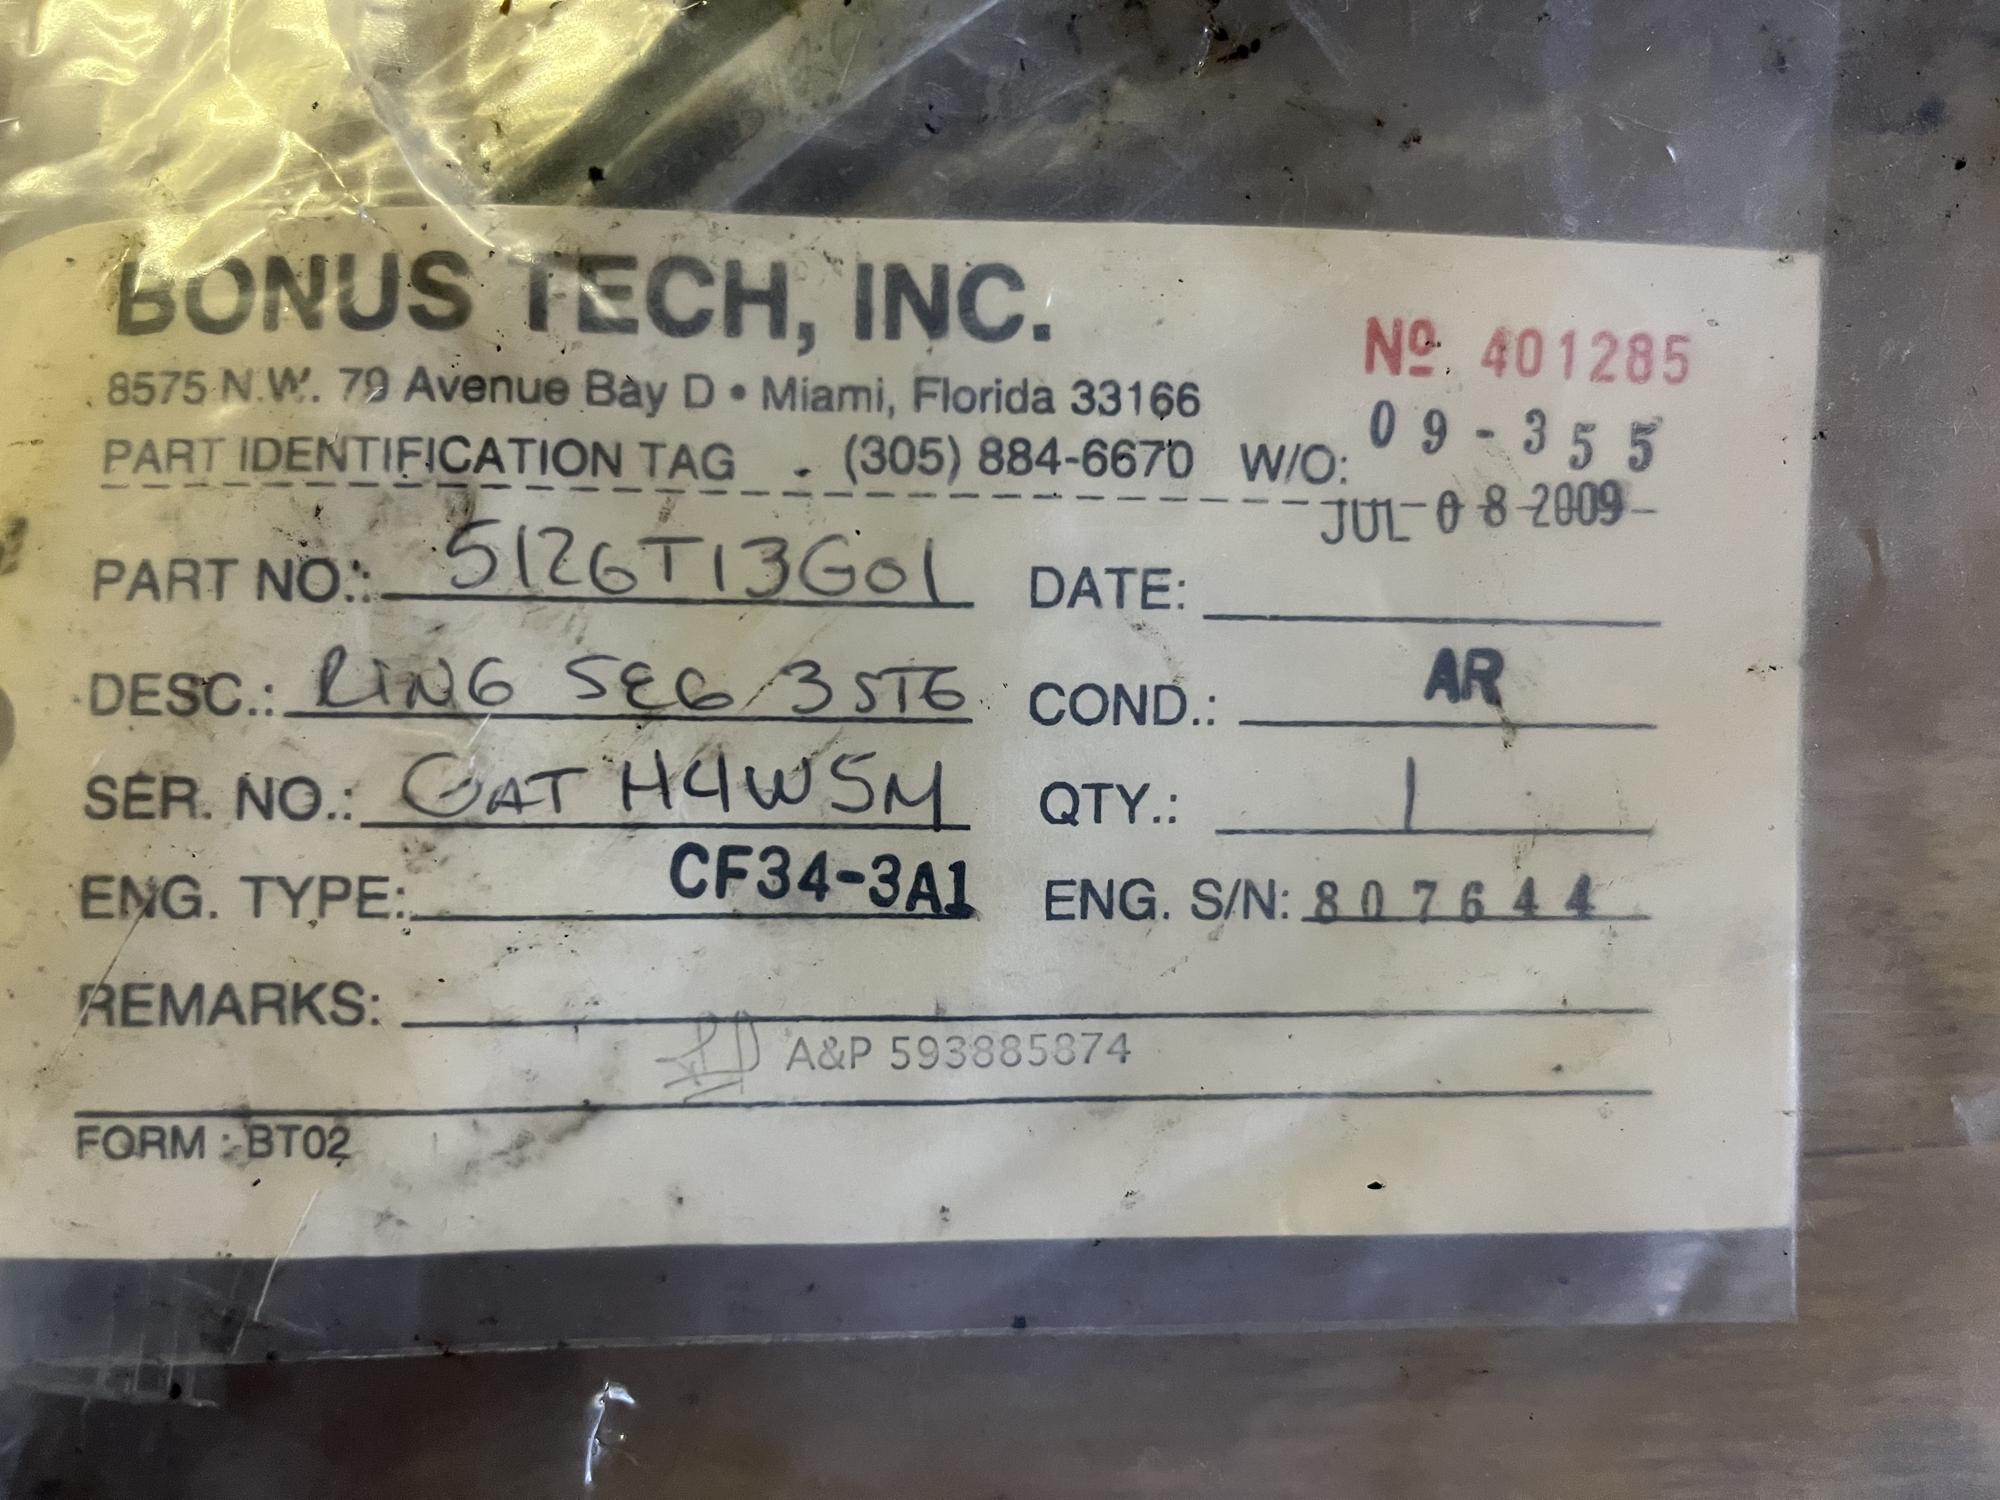 BONUS TECH, INC.
Nº 401285
8575 N.W. 79 Avenue Bay D • Miami, Florida 33166
PART IDENTIFICATION TAG (305) 884-6670 W/O: 09-355
JUL 08 2009
PART NO.: 5126T13G01 DATE:
DESC.: RING SEG 3 STG COND.: AR
SER. NO.: GAT H4W5M QTY.: 1
ENG. TYPE: CF34-3A1 ENG. S/N: 807644
REMARKS:
A&P 593885874
FORM : BT02